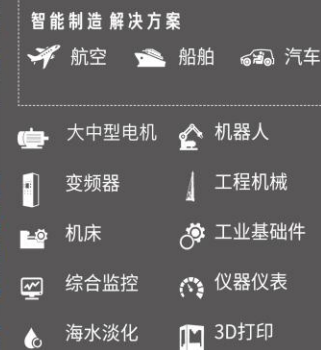 智能制造 解决方案
航空 船舶 汽车
大中型电机 机器人
变频器 工程机械
机床 工业基础件
综合监控 仪器仪表
海水淡化 3D打印